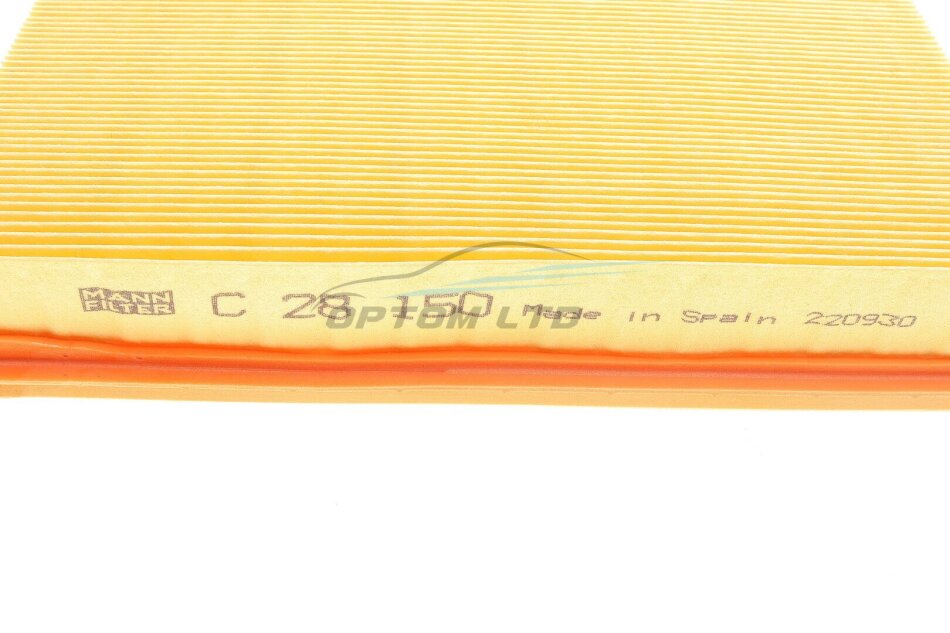 MANN
FILTER
C 28 150 Made in Spain 220930
OPTOM LTD